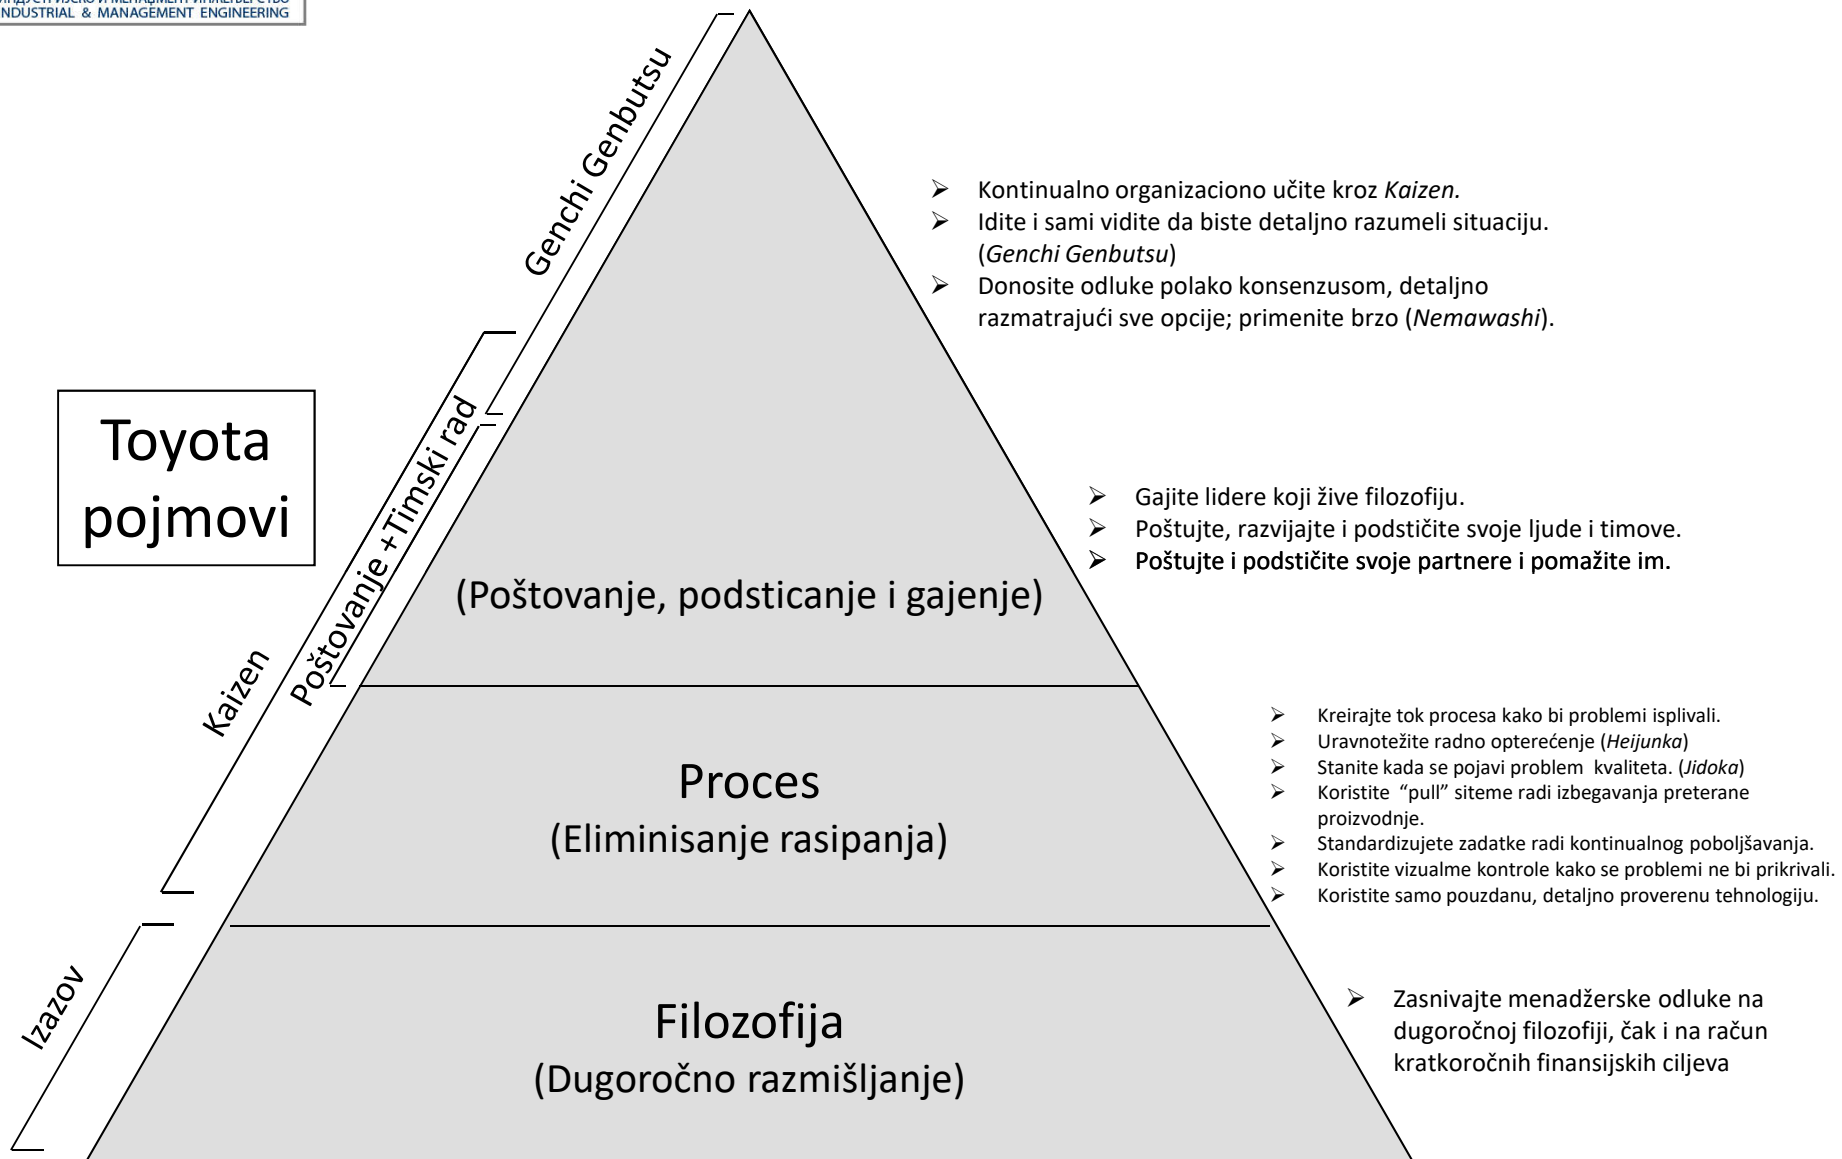 INDUSTRIAL & MANAGEMENT ENGINEERING
Genchi Genbutsu
➢ Kontinualno organizaciono učite kroz Kaizen.
➢ Idite i sami vidite da biste detaljno razumeli situaciju.
(Genchi Genbutsu)
➢ Donosite odluke polako konsenzusom, detaljno
razmatrajući sve opcije; primenite brzo (Nemawashi).
Toyota
pojmovi
Poštovanje +Timski rad
➢ Gajite lidere koji žive filozofiju.
➢ Poštujte, razvijajte i podstičite svoje ljude i timove.
➢ Poštujte i podstičite svoje partnere i pomažite im.
(Poštovanje, podsticanje i gajenje)
Kaizen
➢ Kreirajte tok procesa kako bi problemi isplivali.
➢ Uravnotežite radno opterećenje (Heijunka)
➢ Stanite kada se pojavi problem kvaliteta. (Jidoka)
➢ Koristite “pull” siteme radi izbegavanja preterane
proizvodnje.
➢ Standardizujete zadatke radi kontinualnog poboljšavanja.
➢ Koristite vizualme kontrole kako se problemi ne bi prikrivali.
➢ Koristite samo pouzdanu, detaljno proverenu tehnologiju.
Proces
(Eliminisanje rasipanja)
Izazov
Filozofija
(Dugoročno razmišljanje)
➢ Zasnivajte menadžerske odluke na
dugoročnoj filozofiji, čak i na račun
kratkoročnih finansijskih ciljeva